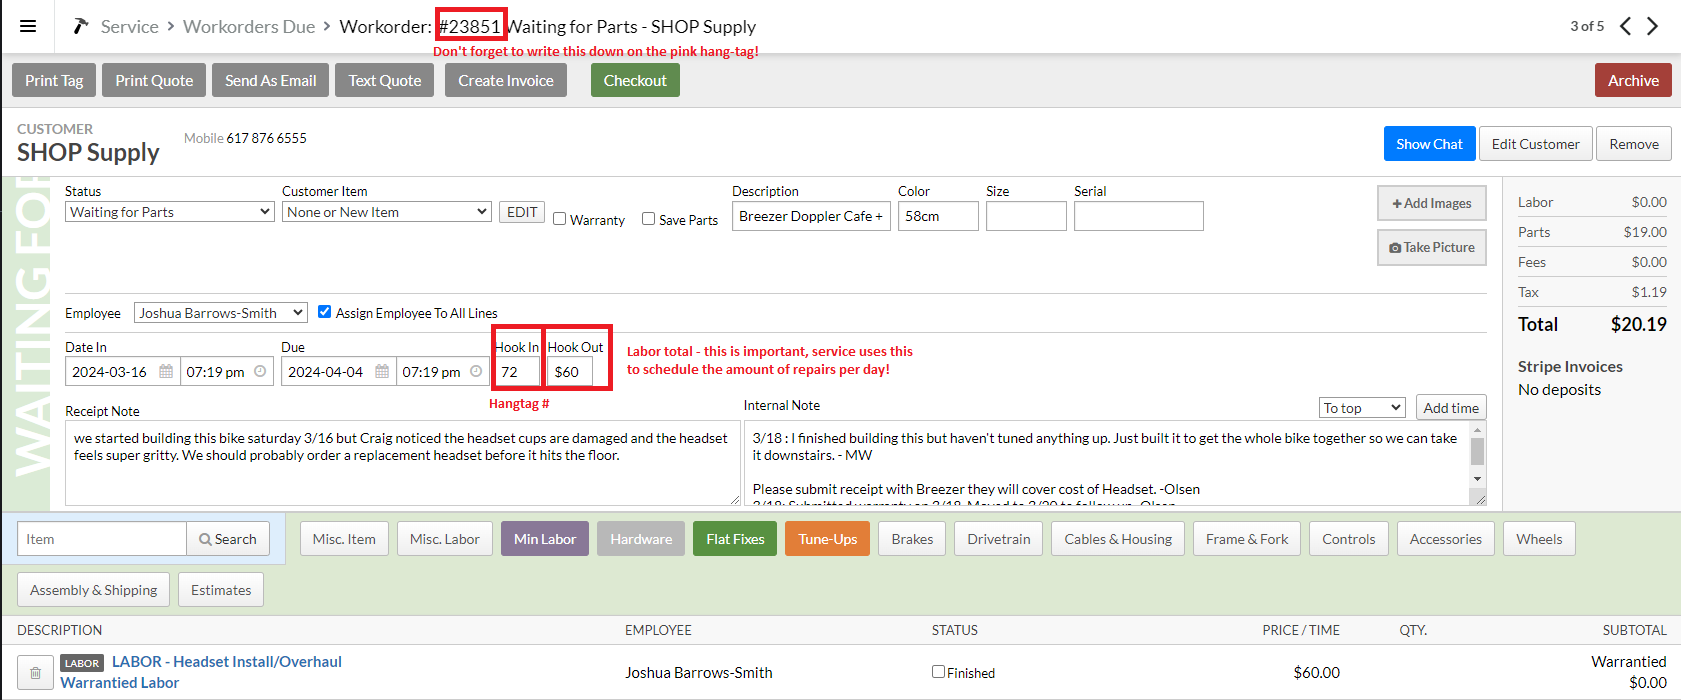 Service > Workorders Due > Workorder: #23851 Waiting for Parts - SHOP Supply
3 of 5
Don't forget to write this down on the pink hang-tag!
Print Tag Print Quote Send As Email Text Quote Create Invoice Checkout Archive
CUSTOMER
SHOP Supply
Mobile 617 876 6555
Show Chat Edit Customer Remove
WAITING FOR
Status Customer Item Description Color Size Serial
Waiting for Parts None or New Item EDIT Warranty Save Parts Breezer Doppler Cafe + 58cm
+ Add Images
Take Picture
Labor $0.00
Parts $19.00
Fees $0.00
Tax $1.19
Total $20.19
Stripe Invoices
No deposits
Employee Joshua Barrows-Smith Assign Employee To All Lines
Date In Due Hook In Hook Out
2024-03-16 07:19 pm 2024-04-04 07:19 pm 72 $60
Labor total - this is important, service uses this
to schedule the amount of repairs per day!
Hangtag #
Receipt Note
we started building this bike saturday 3/16 but Craig noticed the headset cups are damaged and the headset
feels super gritty. We should probably order a replacement headset before it hits the floor.
Internal Note To top Add time
3/18 : I finished building this but haven't tuned anything up. Just built it to get the whole bike together so we can take
it downstairs. - MW
Please submit receipt with Breezer they will cover cost of Headset. -Olsen
Item Search Misc. Item Misc. Labor Min Labor Hardware Flat Fixes Tune-Ups Brakes Drivetrain Cables & Housing Frame & Fork Controls Accessories Wheels
Assembly & Shipping Estimates
DESCRIPTION EMPLOYEE STATUS PRICE / TIME QTY. SUBTOTAL
LABOR LABOR - Headset Install/Overhaul
Warrantied Labor
Joshua Barrows-Smith Finished $60.00
Warrantied
$0.00